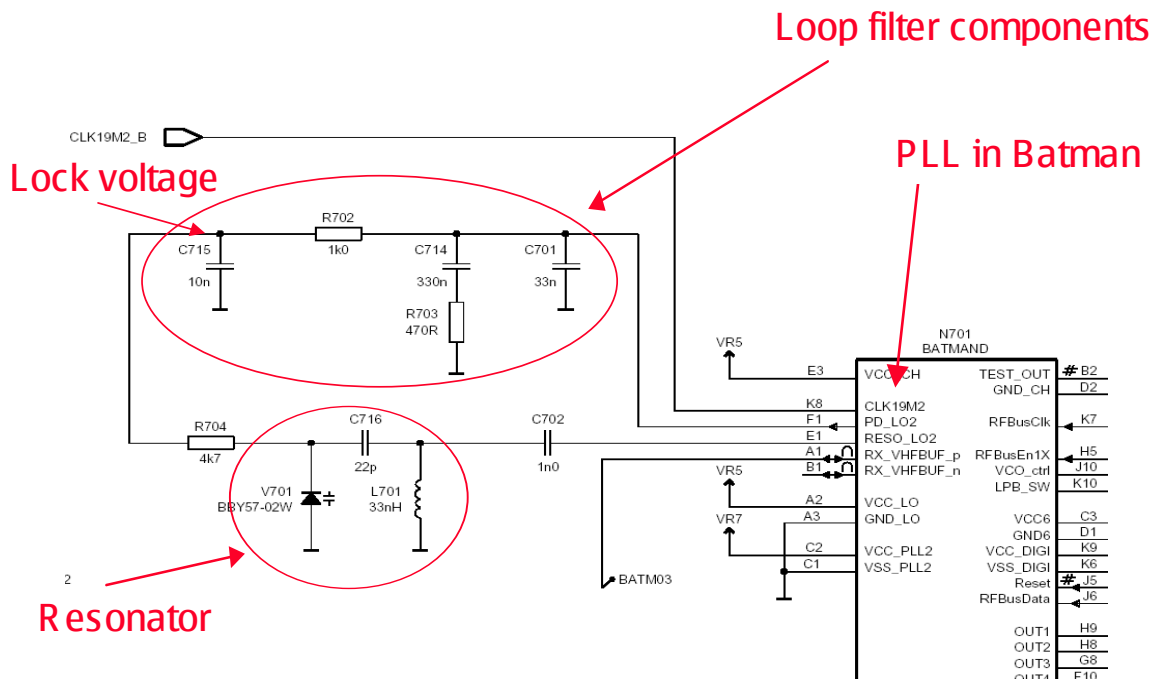 Loop filter components
CLK19M2_B
PLL in Batman
Lock voltage
R702
1k0
C715
10n
C714
330n
C701
33n
R703
470R
N701
BATMAND
VR5
E3
VCC_CH
TEST_OUT
# B2
GND_CH
D2
K8
CLK19M2
F1
PD_LO2
RFBusClk
K7
E1
RESO_LO2
A1
RX_VHFBUF_p
RFBusEn1X
H5
B1
RX_VHFBUF_n
VCO_ctrl
J10
LPB_SW
K10
R704
4k7
C716
22p
C702
1n0
V701
BBY57-02W
L701
33nH
VR5
A2
VCC_LO
A3
GND_LO
VCC6
C3
GND6
D1
VR7
C2
VCC_PLL2
VCC_DIGI
K9
C1
VSS_PLL2
VSS_DIGI
K6
Reset
# J5
RFBusData
J6
2
BATM03
Resonator
OUT1
H9
OUT2
H8
OUT3
G8
OUT4
F10